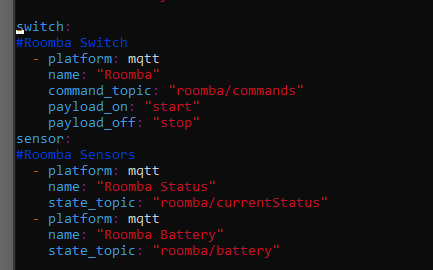 switch:
#Roomba Switch
  - platform: mqtt
    name: "Roomba"
    command_topic: "roomba/commands"
    payload_on: "start"
    payload_off: "stop"
sensor:
#Roomba Sensors
  - platform: mqtt
    name: "Roomba Status"
    state_topic: "roomba/currentStatus"
  - platform: mqtt
    name: "Roomba Battery"
    state_topic: "roomba/battery"